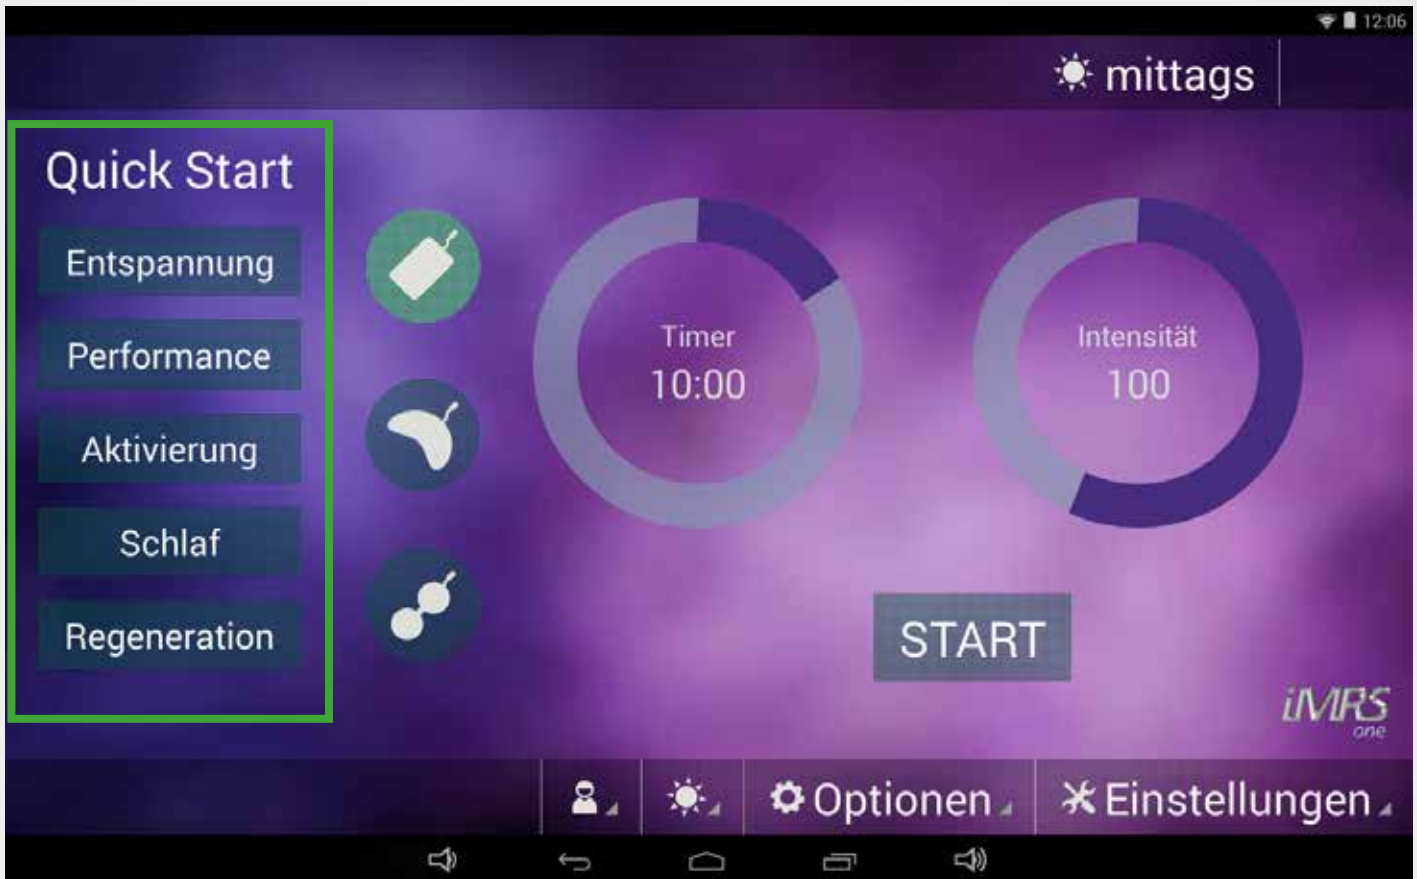 12:06
mittags
Quick Start
Entspannung
Performance
Aktivierung
Schlaf
Regeneration
Timer
10:00
Intensität
100
START
iMRS
one
Optionen
Einstellungen